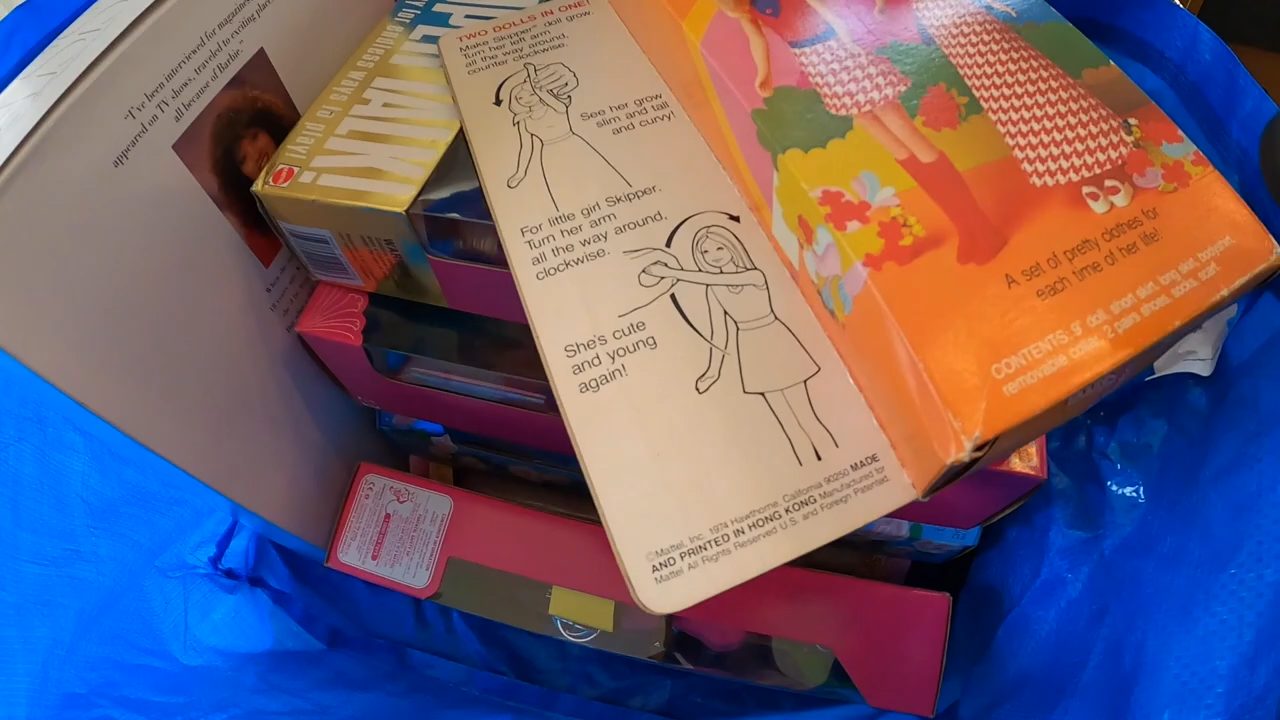 "I've been interviewed for magazines,
appeared on TV shows, traveled to exciting places
all because of Barbie."
TALK!
for endless ways to play!
TWO DOLLS IN ONE!
Make Skipper® doll grow.
Turn her left arm
all the way around,
counter clockwise.
See her grow
slim and tall
and curvy!
For little girl Skipper.
Turn her arm
all the way around,
clockwise.
She's cute
and young
again!
©Mattel, Inc. 1974 Hawthorne, California 90250 MADE
AND PRINTED IN HONG KONG Manufactured for
Mattel All Rights Reserved U.S. and Foreign Patented.
A set of pretty clothes for
each time of her life!
CONTENTS: 9" doll, short skirt, long skirt, bodyshirt,
removable collar, 2 pairs shoes, socks, scarf.